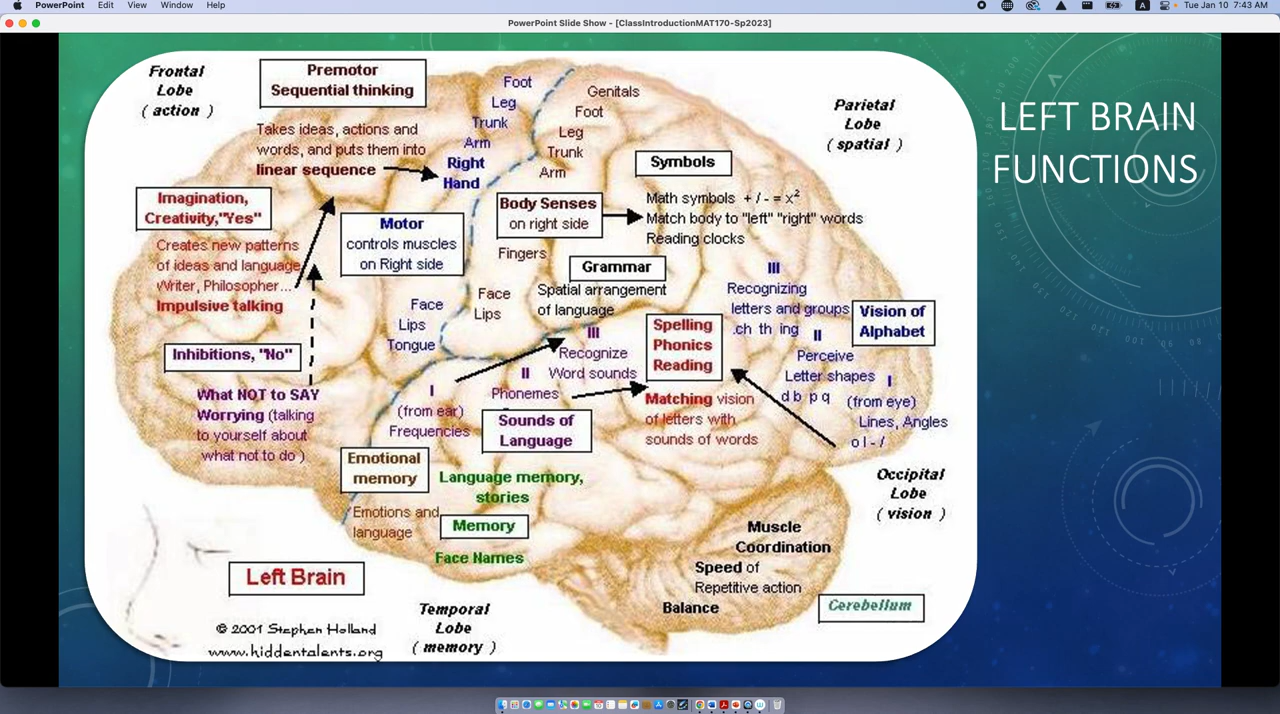 PowerPoint Edit View Window Help
Tue Jan 10 7:43 AM
PowerPoint Slide Show - [ClassIntroductionMAT170-Sp2023]
LEFT BRAIN
FUNCTIONS
Frontal
Lobe
( action )
Premotor
Sequential thinking
Takes ideas, actions and
words, and puts them into
linear sequence
Foot
Leg
Trunk
Arm
Right
Hand
Genitals
Foot
Leg
Trunk
Arm
Parietal
Lobe
( spatial )
Symbols
Math symbols + / - = x²
Match body to "left" "right" words
Reading clocks
Imagination,
Creativity,"Yes"
Creates new patterns
of ideas and language
Writer, Philosopher...
Impulsive talking
Motor
controls muscles
on Right side
Body Senses
on right side
Fingers
Grammar
Spatial arrangement
of language
Face
Lips
Tongue
Face
Lips
III
Recognizing
letters and groups
.ch th ing
Vision of
Alphabet
II
Perceive
Letter shapes
d b p q
I
(from eye)
Lines, Angles
o l - /
Spelling
Phonics
Reading
Matching vision
of letters with
sounds of words
III
Recognize
Word sounds
II
Phonemes
I
(from ear)
Frequencies
Sounds of
Language
Inhibitions, "No"
What NOT to SAY
Worrying (talking
to yourself about
what not to do )
Emotional
memory
Emotions and
language
Language memory,
stories
Memory
Face Names
Occipital
Lobe
( vision )
Muscle
Coordination
Speed of
Repetitive action
Balance
Cerebellum
Left Brain
Temporal
Lobe
( memory )
© 2001 Stephen Holland
www.hiddentalents.org